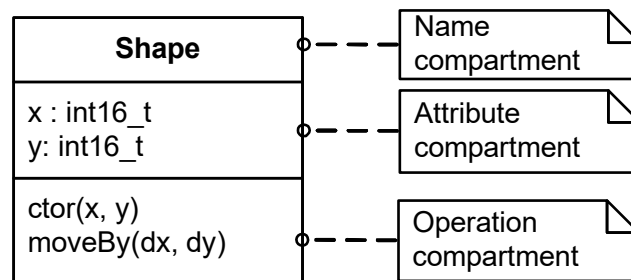 Shape
Name
compartment
x : int16_t
y: int16_t
Attribute
compartment
ctor(x, y)
moveBy(dx, dy)
Operation
compartment